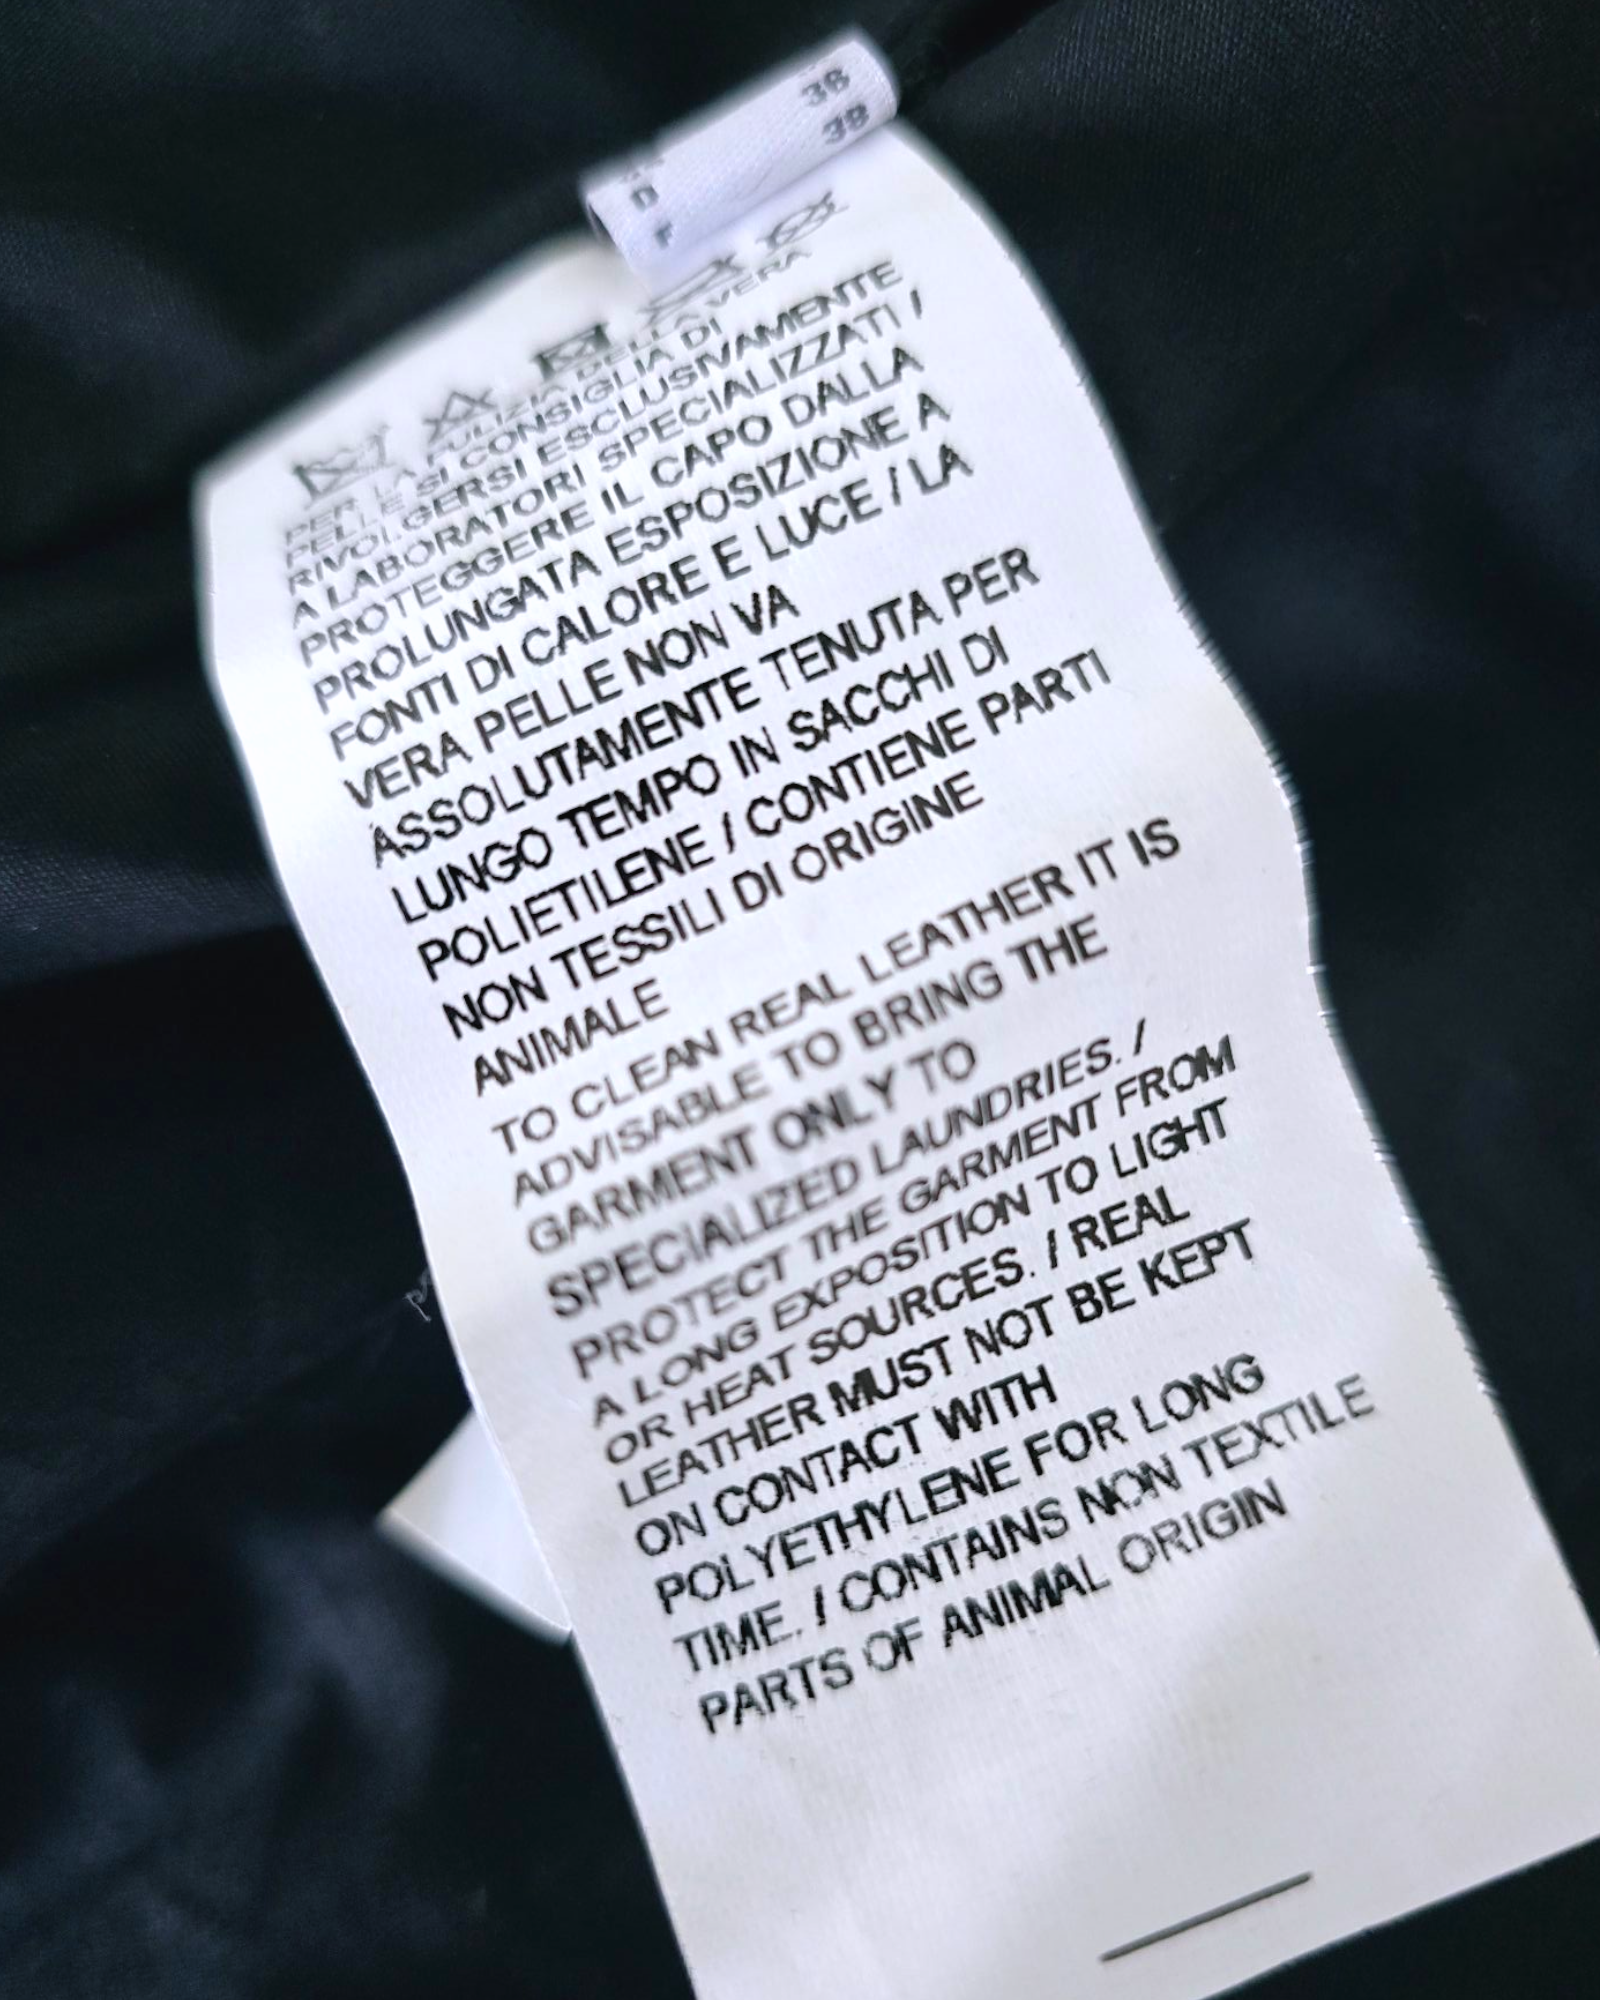 36
D 38
F
PER LA PULIZIA DELLA VERA
PELLE SI CONSIGLIA DI
RIVOLGERSI ESCLUSIVAMENTE
A LABORATORI SPECIALIZZATI /
PROTEGGERE IL CAPO DALLA
PROLUNGATA ESPOSIZIONE A
FONTI DI CALORE E LUCE / LA
VERA PELLE NON VA
ASSOLUTAMENTE TENUTA PER
LUNGO TEMPO IN SACCHI DI
POLIETILENE / CONTIENE PARTI
NON TESSILI DI ORIGINE
ANIMALE
TO CLEAN REAL LEATHER IT IS
ADVISABLE TO BRING THE
GARMENT ONLY TO
SPECIALIZED LAUNDRIES. /
PROTECT THE GARMENT FROM
A LONG EXPOSITION TO LIGHT
OR HEAT SOURCES. / REAL
LEATHER MUST NOT BE KEPT
ON CONTACT WITH
POLYETHYLENE FOR LONG
TIME. / CONTAINS NON TEXTILE
PARTS OF ANIMAL ORIGIN